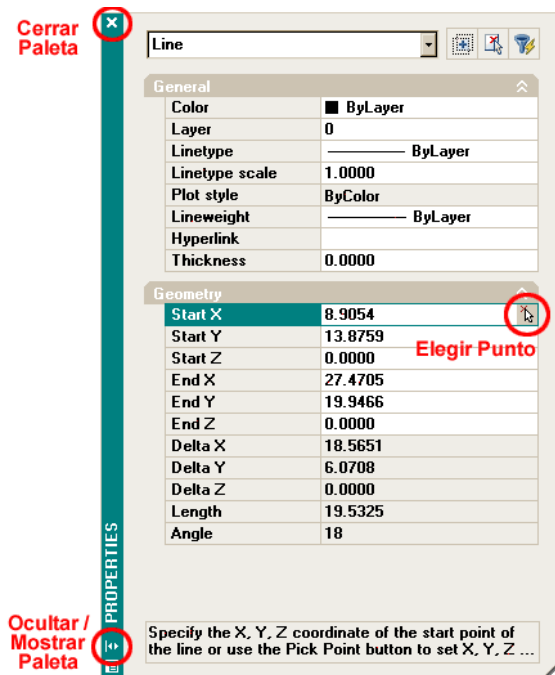 Cerrar
Paleta
Line
General
Color ByLayer
Layer 0
Linetype ByLayer
Linetype scale 1.0000
Plot style ByColor
Lineweight ByLayer
Hyperlink
Thickness 0.0000
Geometry
Start X 8.9054
Start Y 13.8759
Elegir Punto
Start Z 0.0000
End X 27.4705
End Y 19.9466
End Z 0.0000
Delta X 18.5651
Delta Y 6.0708
Delta Z 0.0000
Length 19.5325
Angle 18
PROPERTIES
Ocultar /
Mostrar
Paleta
Specify the X, Y, Z coordinate of the start point of
the line or use the Pick Point button to set X, Y, Z ...